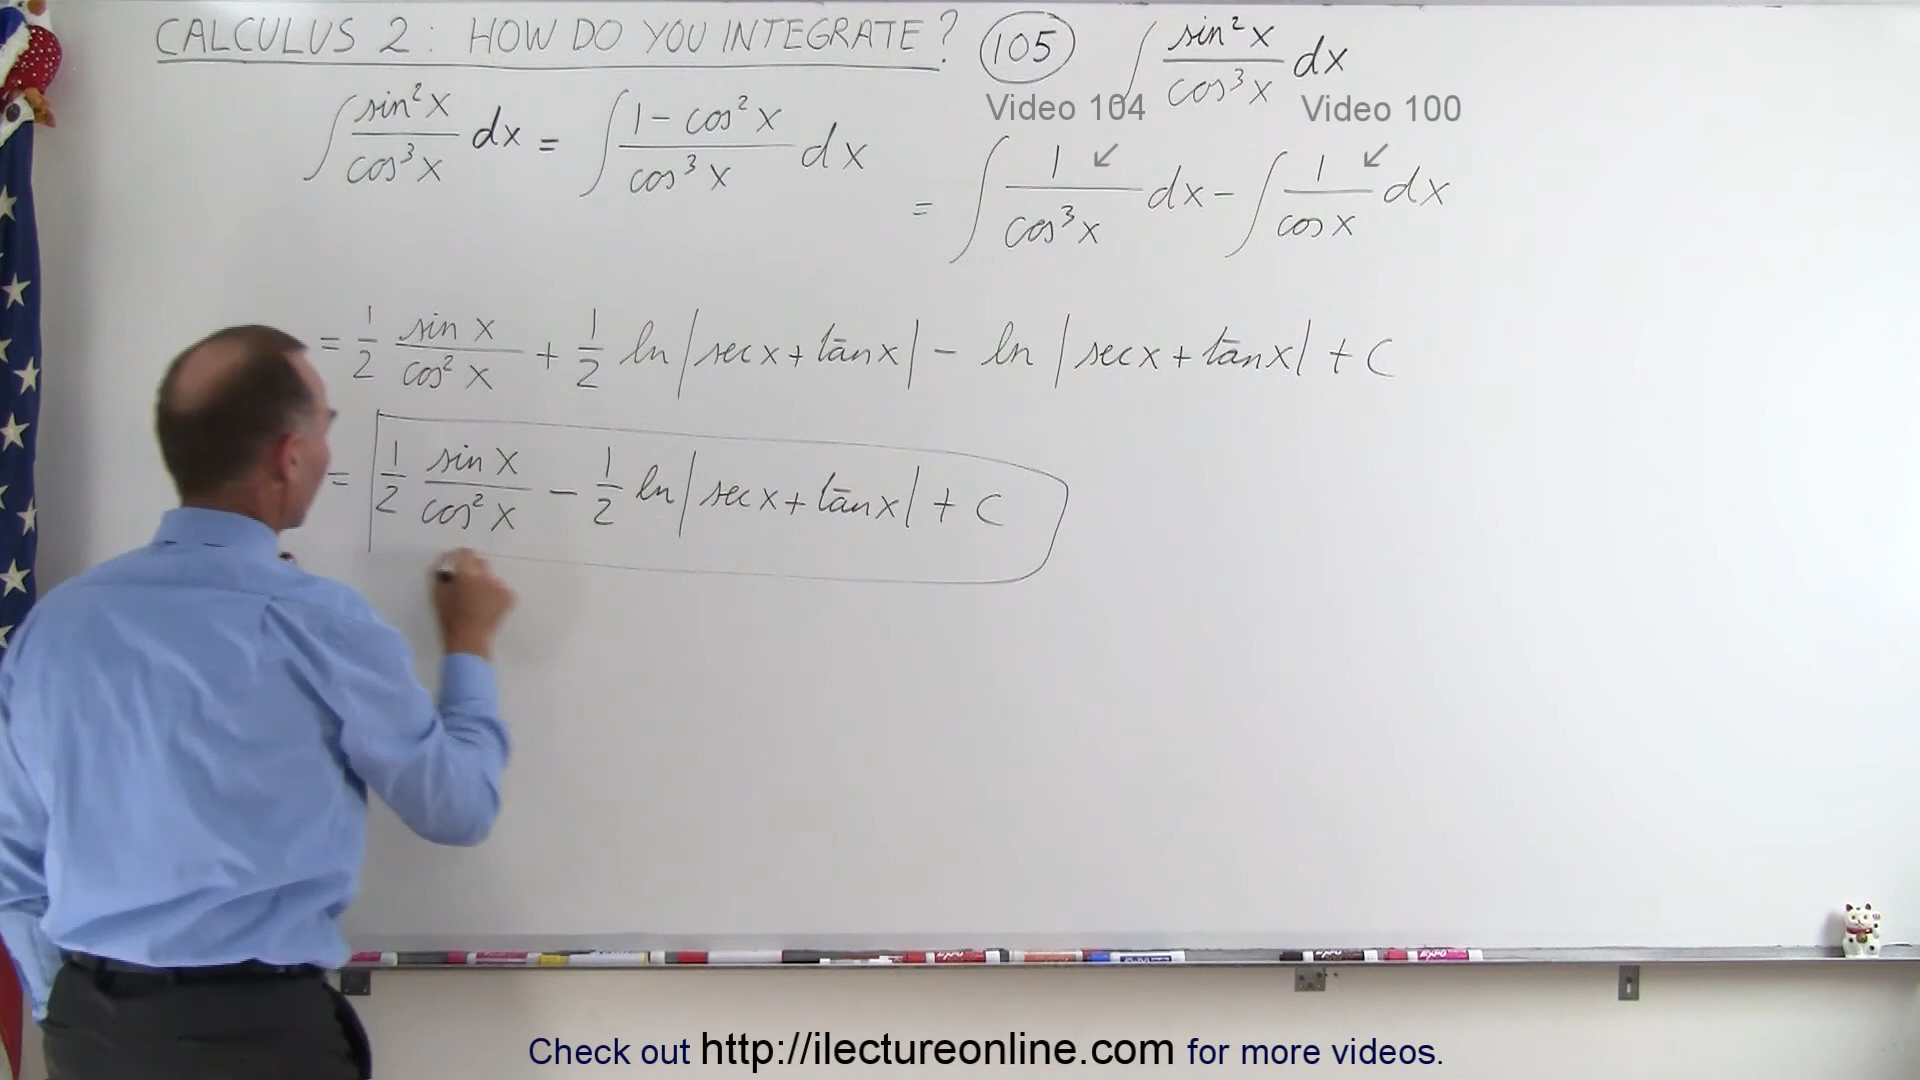 CALCULUS 2: HOW DO YOU INTEGRATE? 105 ∫ sin²x/cos³x dx
Video 104 Video 100
∫ sin²x/cos³x dx = ∫ (1 - cos²x)/cos³x dx
= ∫ 1/cos³x dx - ∫ 1/cos x dx
= 1/2 sin x/cos²x + 1/2 ln|sec x + tan x| - ln|sec x + tan x| + C
= 1/2 sin x/cos²x - 1/2 ln|sec x + tan x| + C
Check out http://ilectureonline.com for more videos.